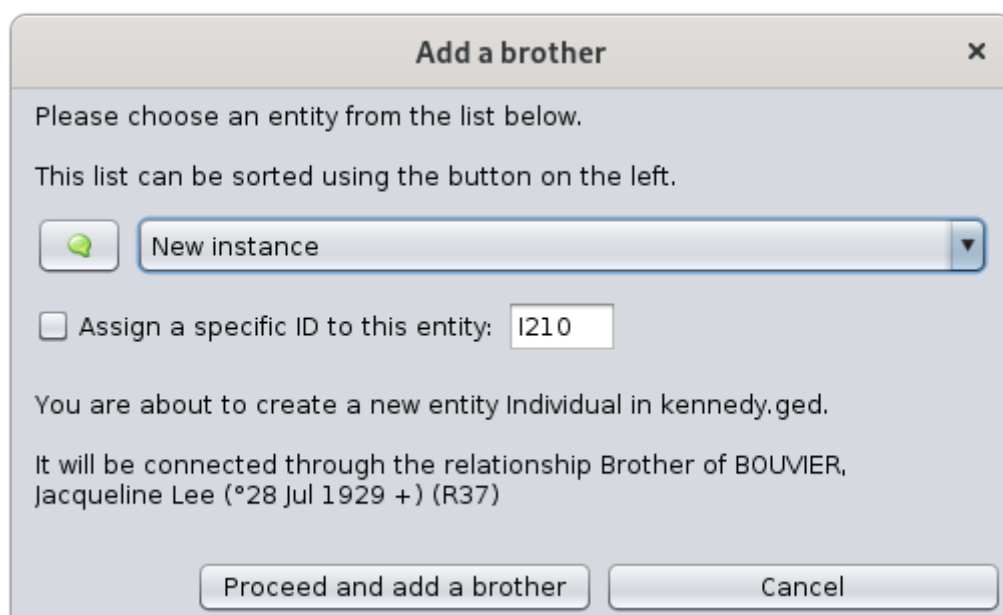 Add a brother
Please choose an entity from the list below.
This list can be sorted using the button on the left.
New instance
Assign a specific ID to this entity: I210
You are about to create a new entity Individual in kennedy.ged.
It will be connected through the relationship Brother of BOUVIER,
Jacqueline Lee (°28 Jul 1929 +) (R37)
Proceed and add a brother Cancel